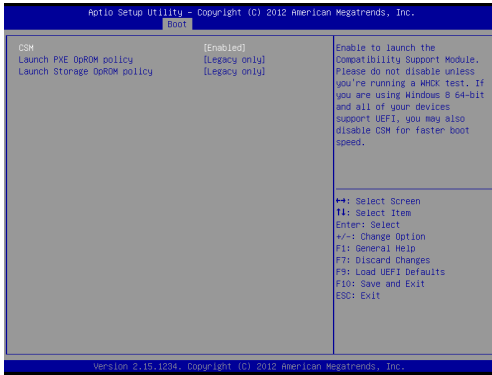 Aptio Setup Utility – Copyright (C) 2012 American Megatrends, Inc.
Boot
CSM [Enabled]
Launch PXE OpROM policy [Legacy only]
Launch Storage OpROM policy [Legacy only]
Enable to launch the
Compatibility Support Module.
Please do not disable unless
you're running a WHCK test. If
you are using Windows 8 64-bit
and all of your devices
support UEFI, you may also
disable CSM for faster boot
speed.
↔: Select Screen
↑↓: Select Item
Enter: Select
+/-: Change Option
F1: General Help
F7: Discard Changes
F9: Load UEFI Defaults
F10: Save and Exit
ESC: Exit
Version 2.15.1234. Copyright (C) 2012 American Megatrends, Inc.